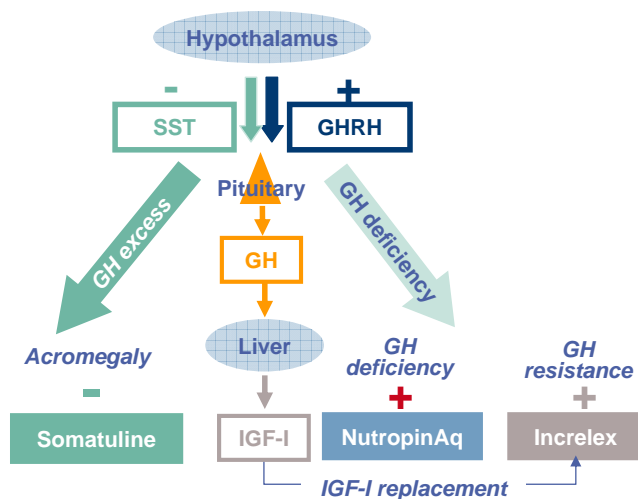 Hypothalamus
- +
SST
GHRH
Pituitary
GH excess
GH deficiency
GH
Acromegaly
Liver
GH
deficiency
GH
resistance
- + +
Somatuline
IGF-I
NutropinAq
Increlex
IGF-I replacement